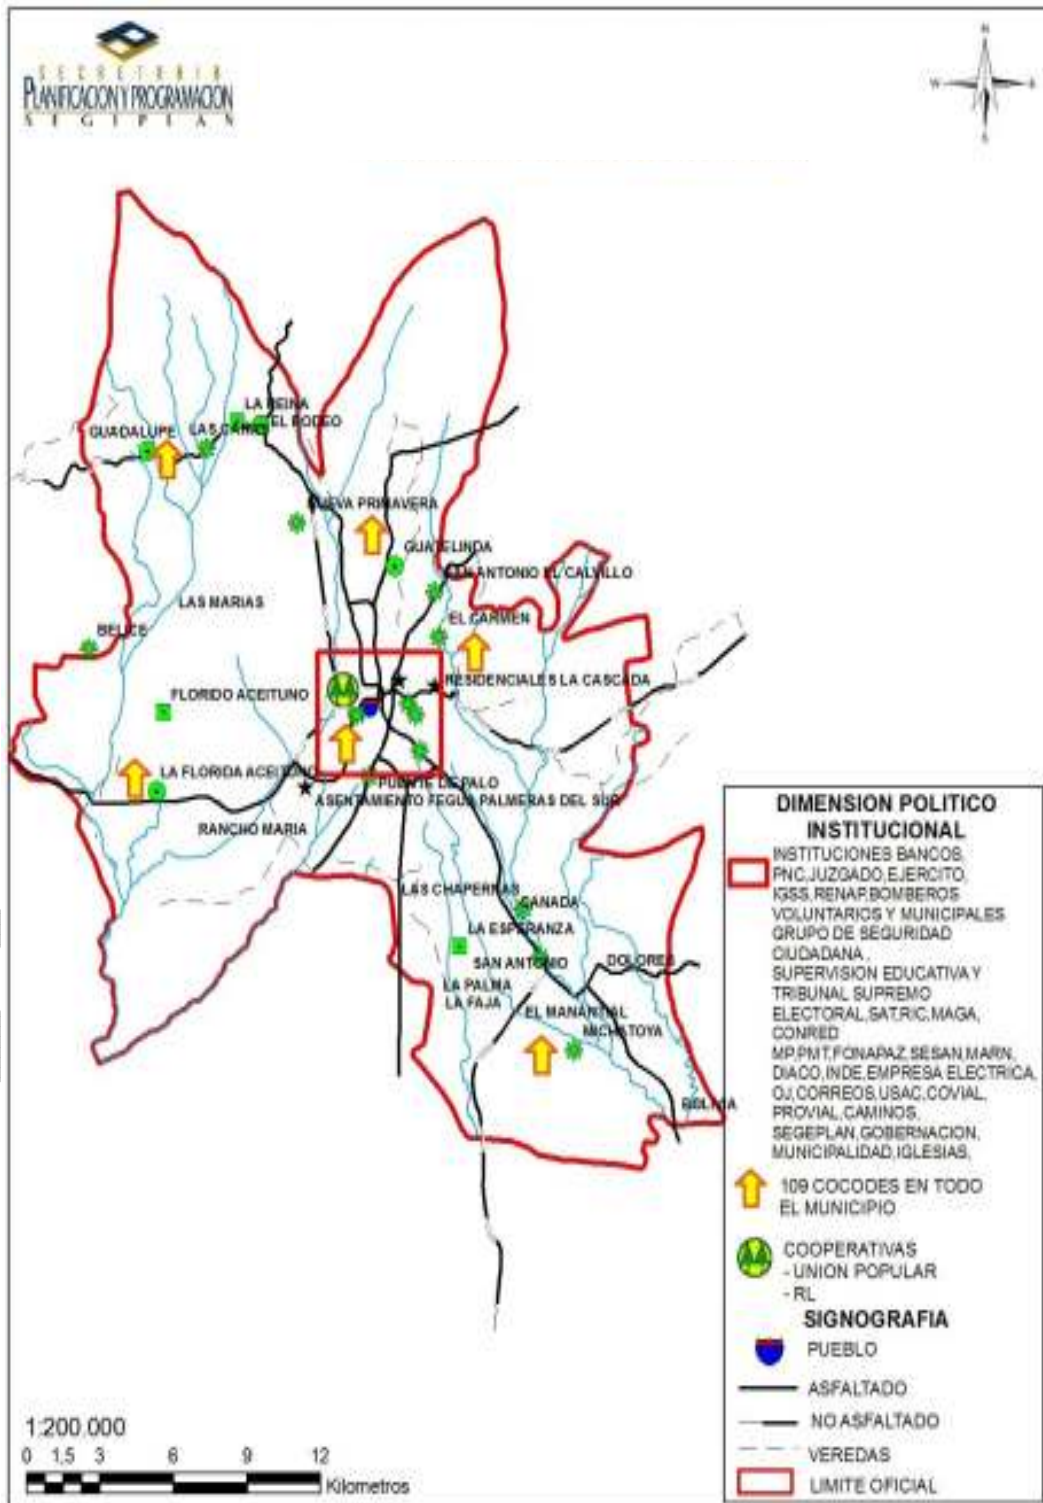 SECRETARIA
PLANIFICACION Y PROGRAMACION
SEGEPLAN
N
W
E
S
LA REINA
EL RODEO
GUADALUPE
LAS CAÑAS
NUEVA PRIMAVERA
GUATELINDA
SAN ANTONIO EL CALVILLO
LAS MARIAS
EL CARMEN
BELICE
RESIDENCIALES LA CASCADA
FLORIDO ACEITUNO
LA FLORIDA ACEITUNO
PUENTE DE PALO
ASENTAMIENTO FEGUA PALMERAS DEL SUR
RANCHO MARIA
LAS CHAPERNAS
CANADA
LA ESPERANZA
SAN ANTONIO
DOLORES
LA PALMA
LA FAJA
EL MANANTIAL
MICHATOYA
BOLIVIA
DIMENSION POLITICO
INSTITUCIONAL
INSTITUCIONES BANCOS,
PNC,JUZGADO,EJERCITO,
IGSS,RENAP,BOMBEROS
VOLUNTARIOS Y MUNICIPALES
GRUPO DE SEGURIDAD
CIUDADANA ,
SUPERVISION EDUCATIVA Y
TRIBUNAL SUPREMO
ELECTORAL,SAT,RIC,MAGA,
CONRED
MP,PMT,FONAPAZ,SESAN,MARN,
DIACO,INDE,EMPRESA ELECTRICA,
OJ,CORREOS,USAC,COVIAL,
PROVIAL,CAMINOS,
SEGEPLAN,GOBERNACION,
MUNICIPALIDAD,IGLESIAS,
109 COCODES EN TODO
EL MUNICIPIO
COOPERATIVAS
- UNION POPULAR
- RL
SIGNOGRAFIA
PUEBLO
ASFALTADO
NO ASFALTADO
VEREDAS
LIMITE OFICIAL
1:200,000
0 1,5 3 6 9 12
Kilometros